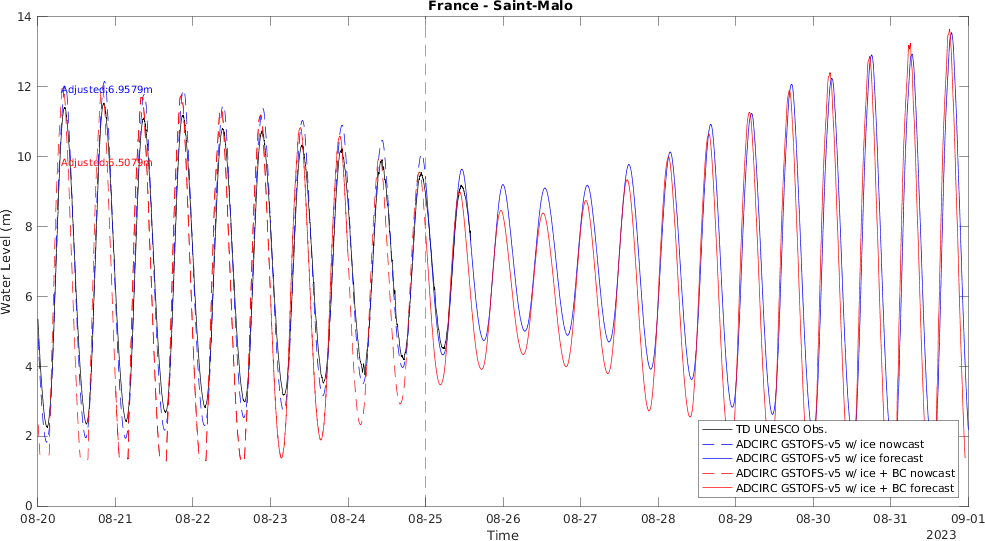 France - Saint-Malo
14
12
10
8
6
4
2
0
Water Level (m)
Adjusted:6.9579m
Adjusted:5.5079m
TD UNESCO Obs.
ADCIRC GSTOFS-v5 w/ ice nowcast
ADCIRC GSTOFS-v5 w/ ice forecast
ADCIRC GSTOFS-v5 w/ ice + BC nowcast
ADCIRC GSTOFS-v5 w/ ice + BC forecast
08-20 08-21 08-22 08-23 08-24 08-25 08-26 08-27 08-28 08-29 08-30 08-31 09-01
Time
2023